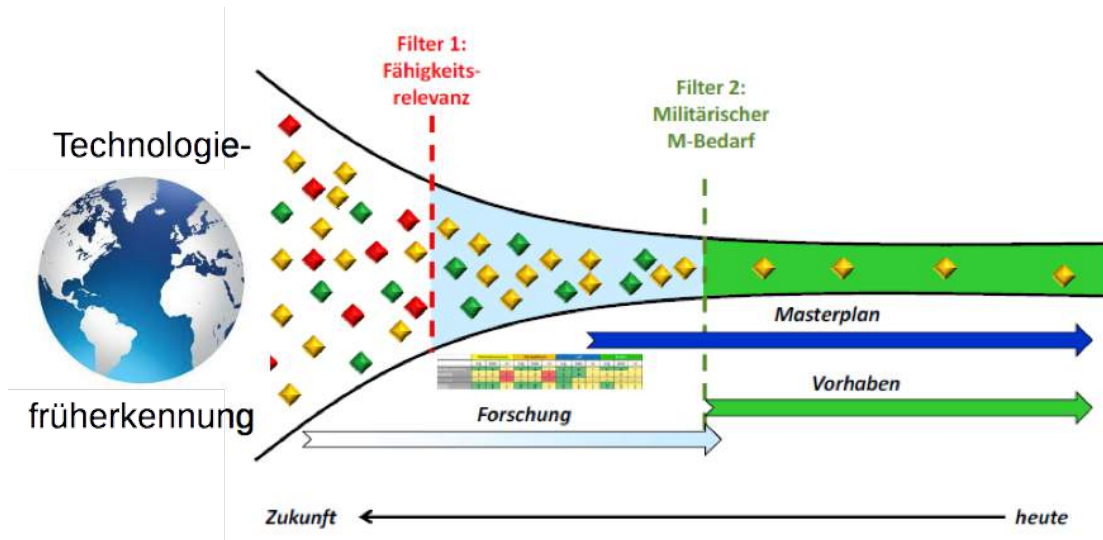 Filter 1:
Fähigkeits-
relevanz
Filter 2:
Militärischer
M-Bedarf
Technologie-
früherkennung
Masterplan
Vorhaben
Forschung
Zukunft
heute